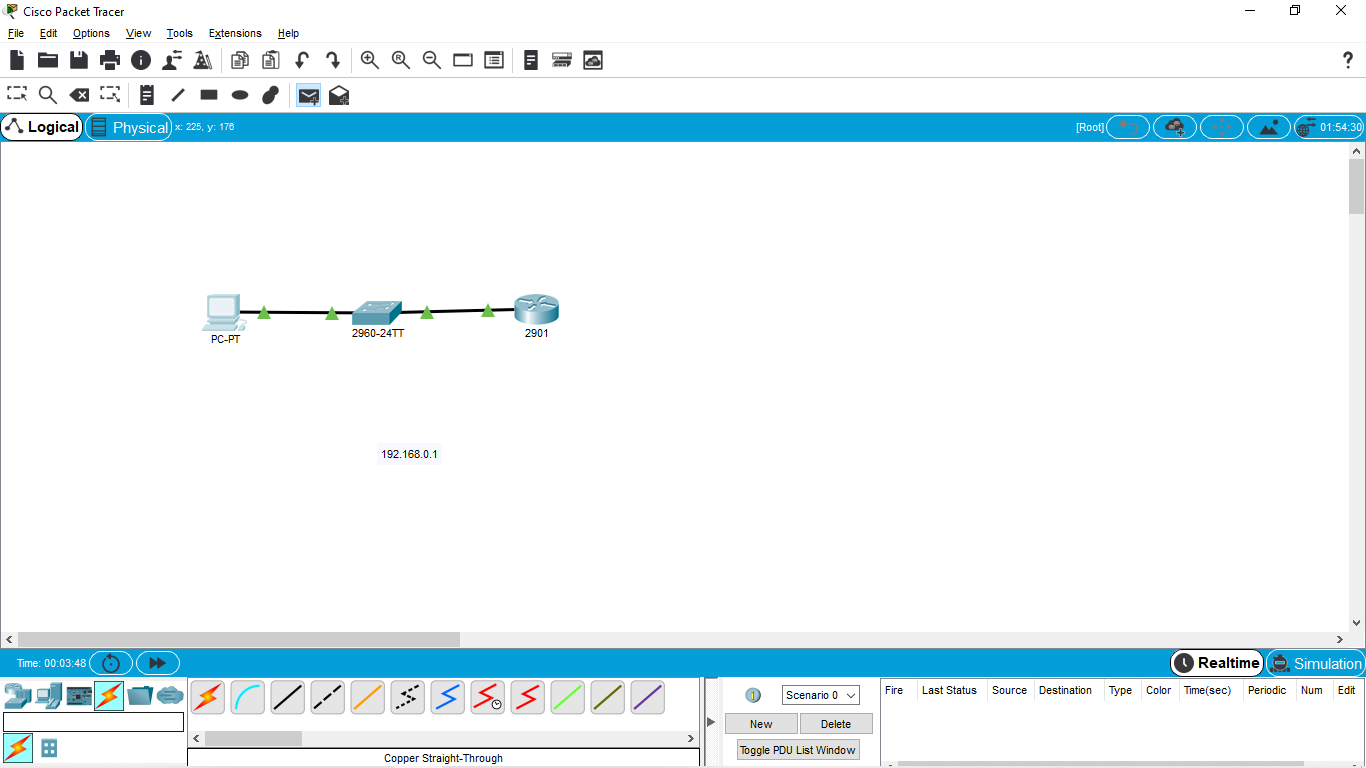 Cisco Packet Tracer
File Edit Options View Tools Extensions Help
Logical Physical x: 225, y: 176 [Root] 01:54:30
PC-PT
2960-24TT
2901
192.168.0.1
Time: 00:03:48 Realtime Simulation
Scenario 0
New Delete
Toggle PDU List Window
Fire Last Status Source Destination Type Color Time(sec) Periodic Num Edit
Copper Straight-Through